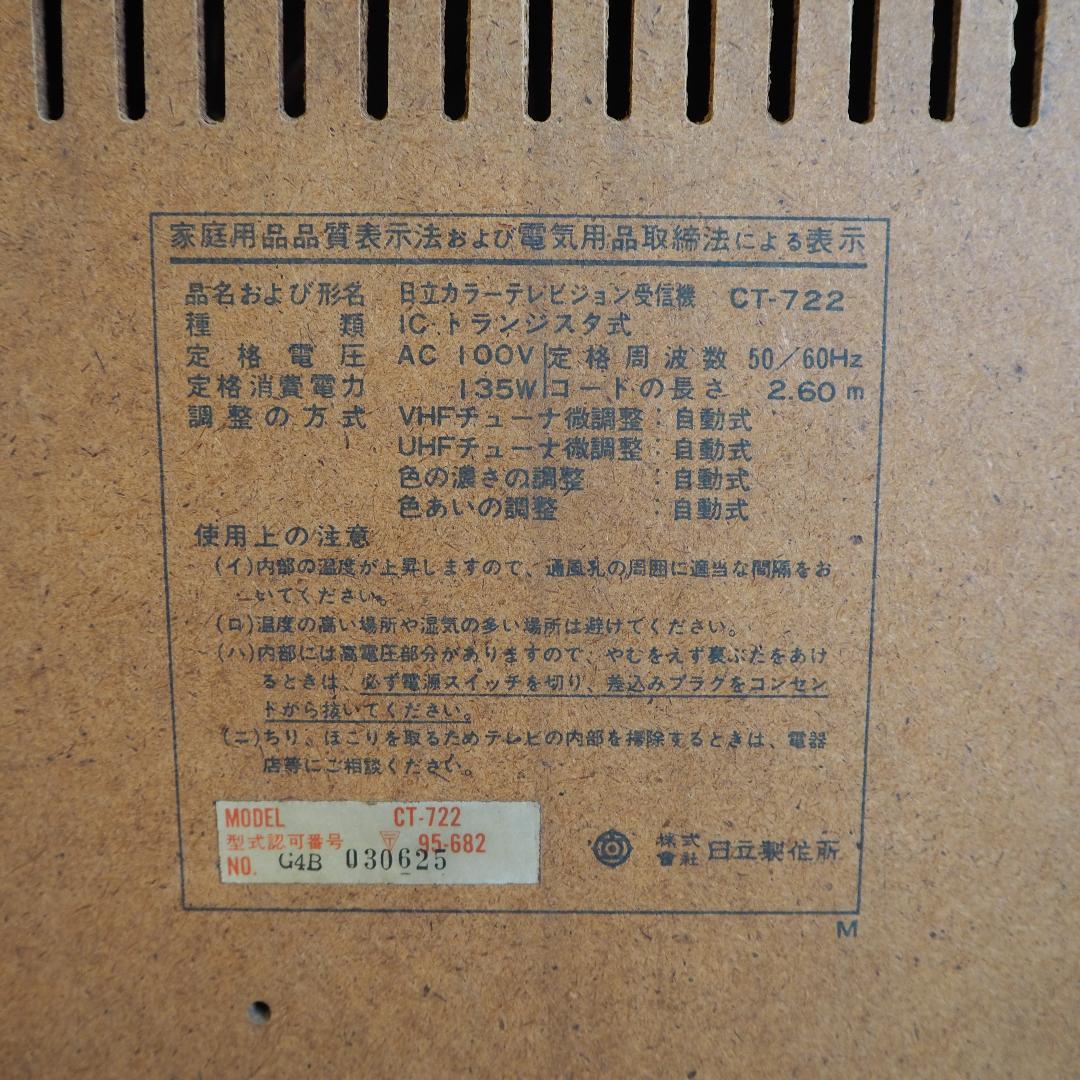 家庭用品品質表示法および電気用品取締法による表示
品名および形名 日立カラーテレビジョン受信機 CT-722
種類 IC.トランジスタ式
定格電圧 AC 100V 定格周波数 50/60Hz
定格消費電力 135W コードの長さ 2.60m
調整の方式 VHFチューナ微調整:自動式
UHFチューナ微調整:自動式
色の濃さの調整 :自動式
色あいの調整 :自動式
使用上の注意
(イ)内部の温度が上昇しますので、通風孔の周囲に適当な間隔をお
いてください。
(ロ)温度の高い場所や湿気の多い場所は避けてください。
(ハ)内部には高電圧部分がありますので、やむをえず裏ぶたをあけ
るときは、必ず電源スイッチを切り、差込みプラグをコンセン
トから抜いてください。
(ニ)ちり、ほこりを取るためテレビの内部を掃除するときは、電器
店等にご相談ください。
MODEL CT-722
型式認可番号 〒 95-682
NO. G4B 030625
株式會社 日立製作所
M